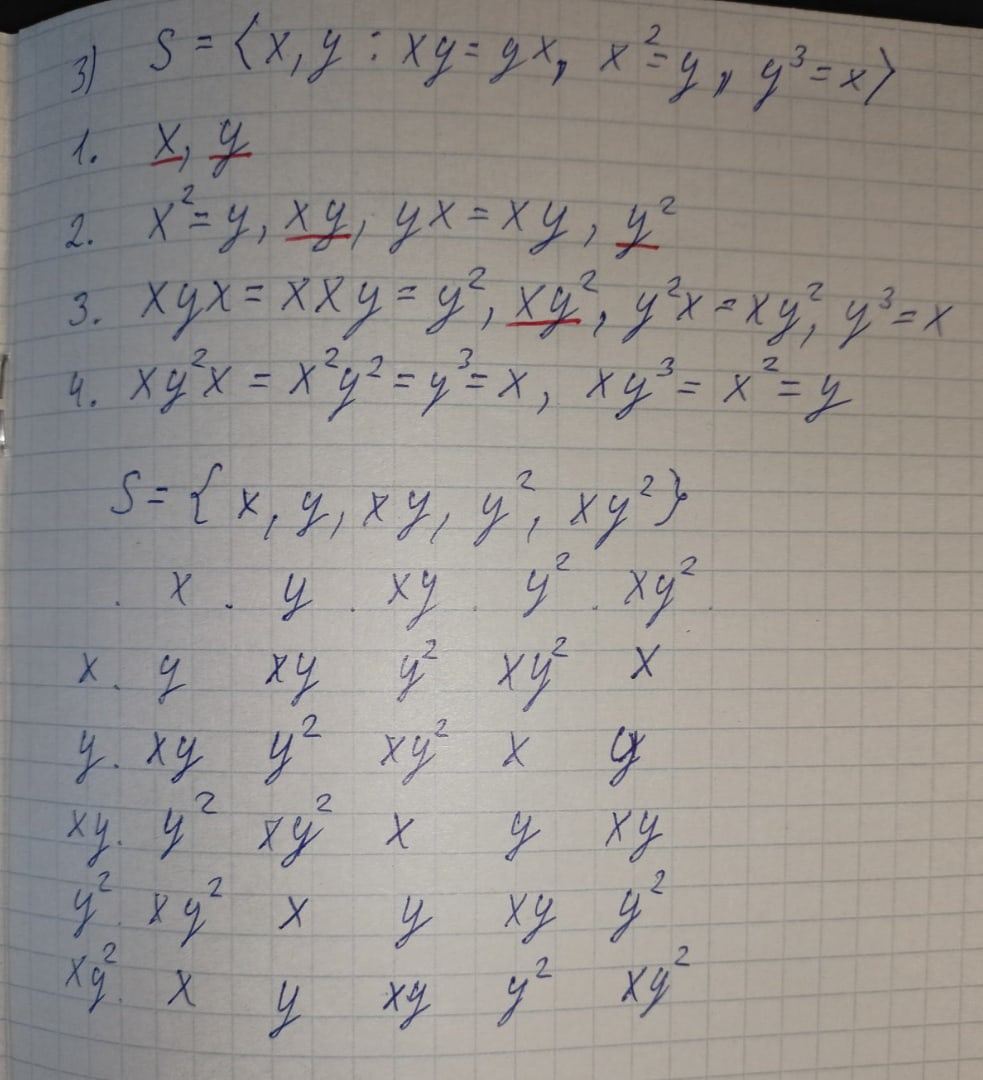 3) S = ⟨x, y : xy = yx, x² = y, y³ = x⟩
1. x, y
2. x² = y, xy, yx = xy, y²
3. xyx = xxy = y², xy², y²x = xy², y³ = x
4. xy²x = x²y² = y³ = x, xy³ = x² = y
S = {x, y, xy, y², xy²}
. x . y . xy . y² . xy² .
x. y xy y² xy² x
y. xy y² xy² x y
xy. y² xy² x y xy
y². xy² x y xy y²
xy². x y xy y² xy²